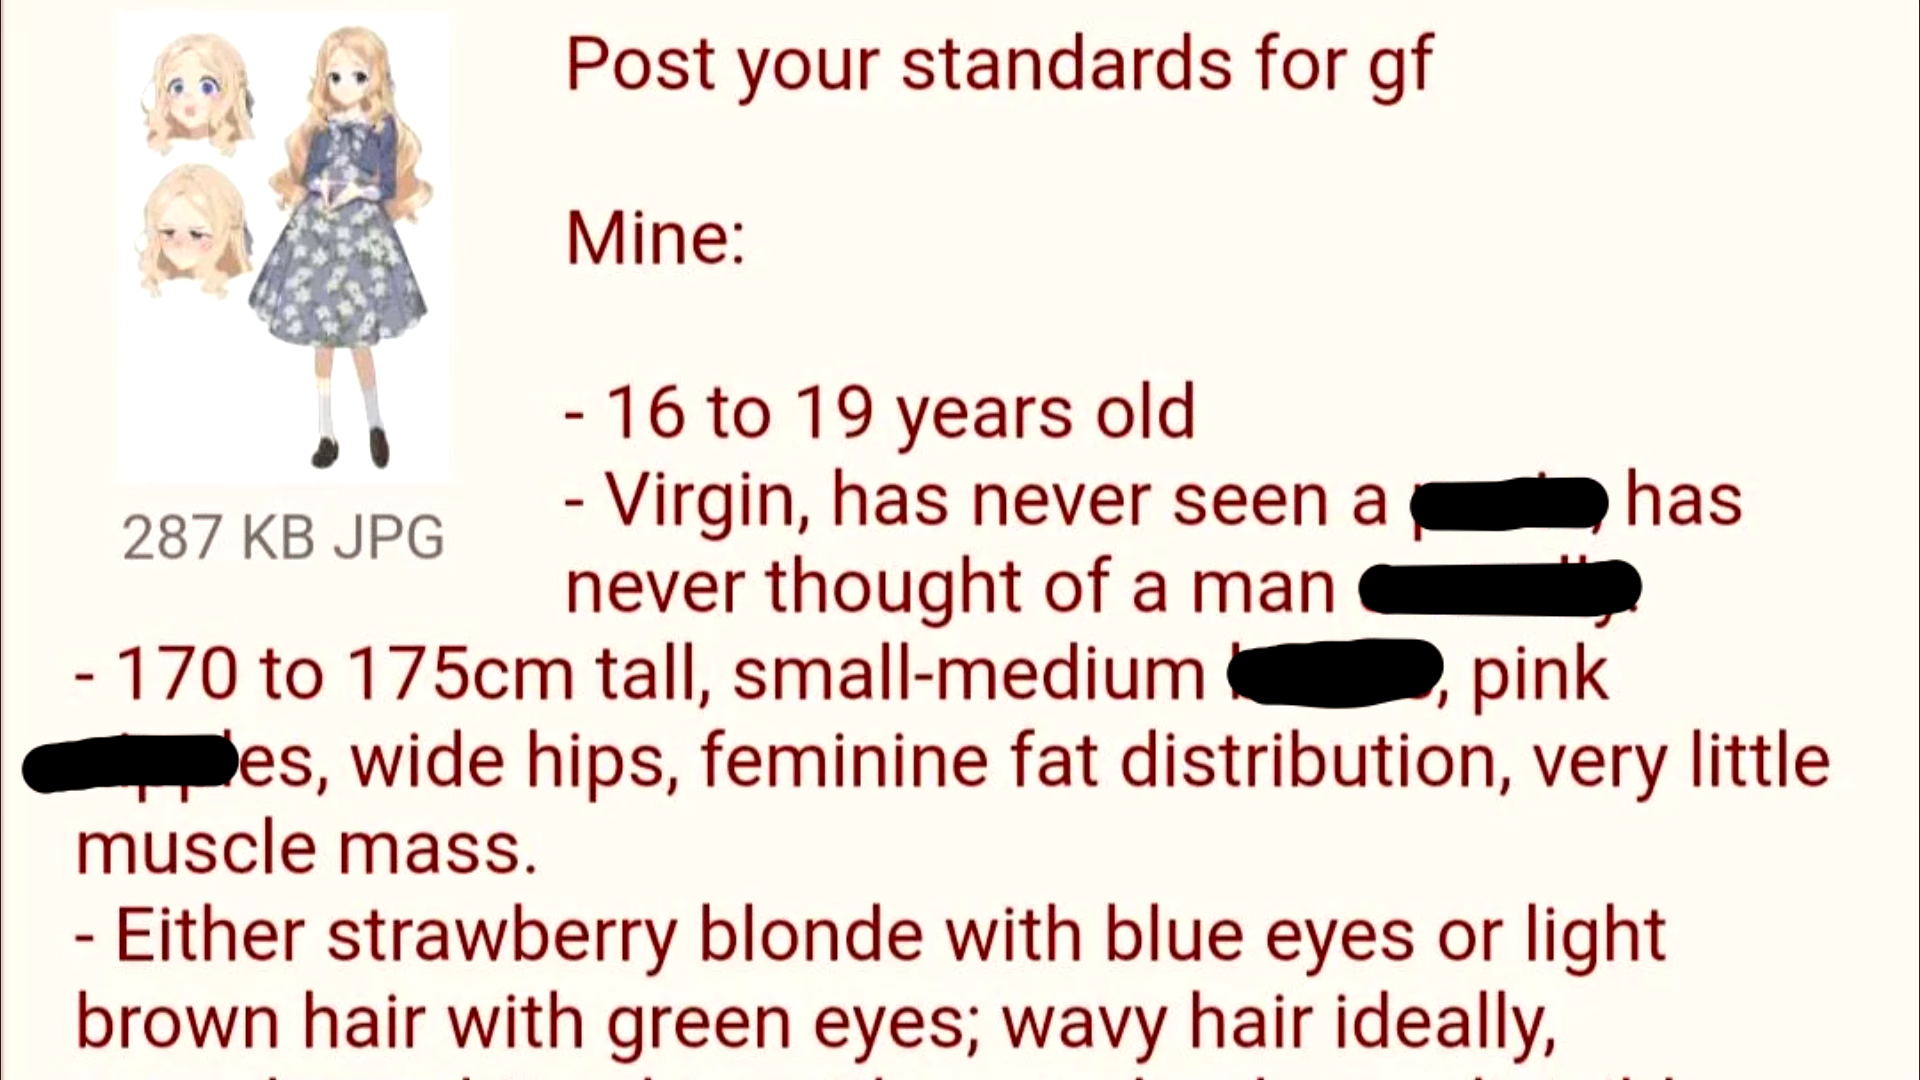 Post your standards for gf
Mine:
- 16 to 19 years old
- Virgin, has never seen a has
never thought of a man
- 170 to 175cm tall, small-medium , pink
, wide hips, feminine fat distribution, very little
muscle mass.
- Either strawberry blonde with blue eyes or light
brown hair with green eyes; wavy hair ideally,
287 KB JPG